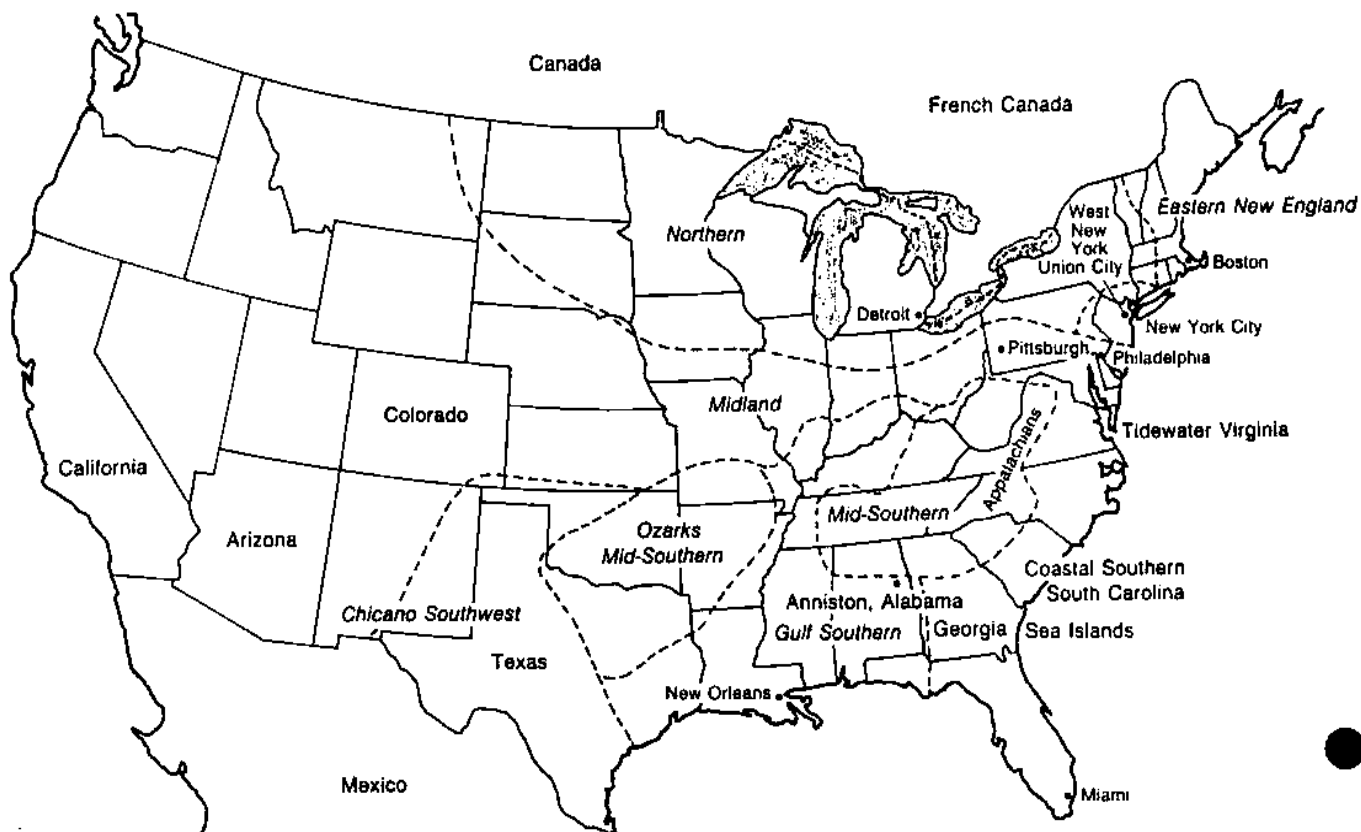 Canada
French Canada
Eastern New England
West
New
York
Northern
Union City
Boston
Detroit
New York City
Pittsburgh
Philadelphia
Midland
Colorado
Tidewater Virginia
California
Appalachians
Mid-Southern
Ozarks
Mid-Southern
Arizona
Coastal Southern
South Carolina
Anniston, Alabama
Chicano Southwest
Gulf Southern
Georgia
Sea Islands
Texas
New Orleans
Mexico
Miami